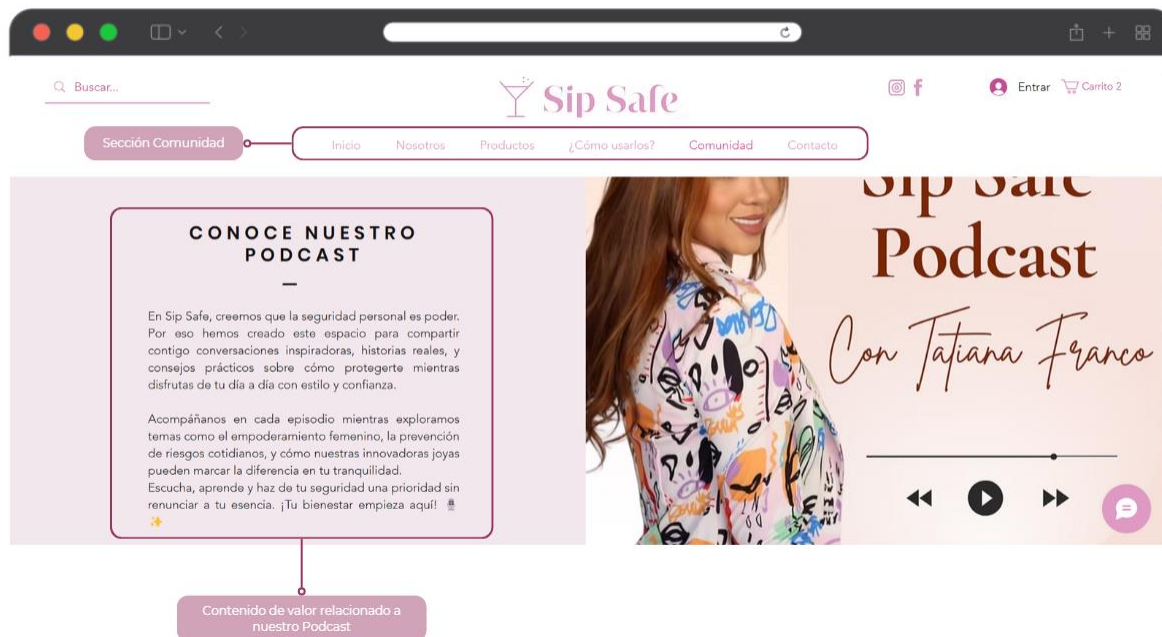 Buscar...
Sip Safe
Entrar
Carrito 2
Sección Comunidad
Inicio
Nosotros
Productos
¿Cómo usarlos?
Comunidad
Contacto
CONOCE NUESTRO
PODCAST
En Sip Safe, creemos que la seguridad personal es poder.
Por eso hemos creado este espacio para compartir
contigo conversaciones inspiradoras, historias reales, y
consejos prácticos sobre cómo protegerte mientras
disfrutas de tu día a día con estilo y confianza.
Acompáñanos en cada episodio mientras exploramos
temas como el empoderamiento femenino, la prevención
de riesgos cotidianos, y cómo nuestras innovadoras joyas
pueden marcar la diferencia en tu tranquilidad.
Escucha, aprende y haz de tu seguridad una prioridad sin
renunciar a tu esencia. ¡Tu bienestar empieza aquí! 🎙️
✨
Sip Safe
Podcast
Con Tatiana Franco
Contenido de valor relacionado a
nuestro Podcast